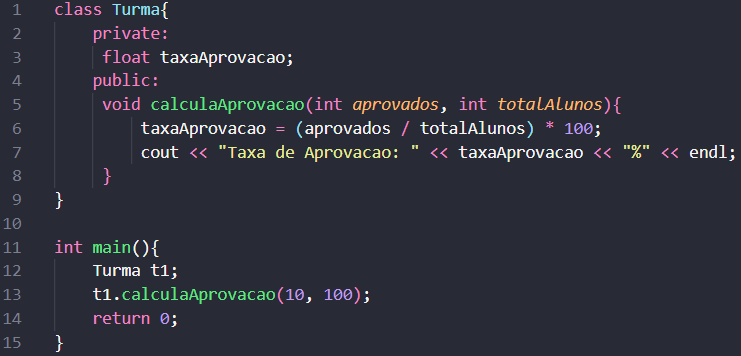 1 class Turma{
2 private:
3 float taxaAprovacao;
4 public:
5 void calculaAprovacao(int aprovados, int totalAlunos){
6 taxaAprovacao = (aprovados / totalAlunos) * 100;
7 cout << "Taxa de Aprovacao: " << taxaAprovacao << "%" << endl;
8 }
9 }
10
11 int main(){
12 Turma t1;
13 t1.calculaAprovacao(10, 100);
14 return 0;
15 }